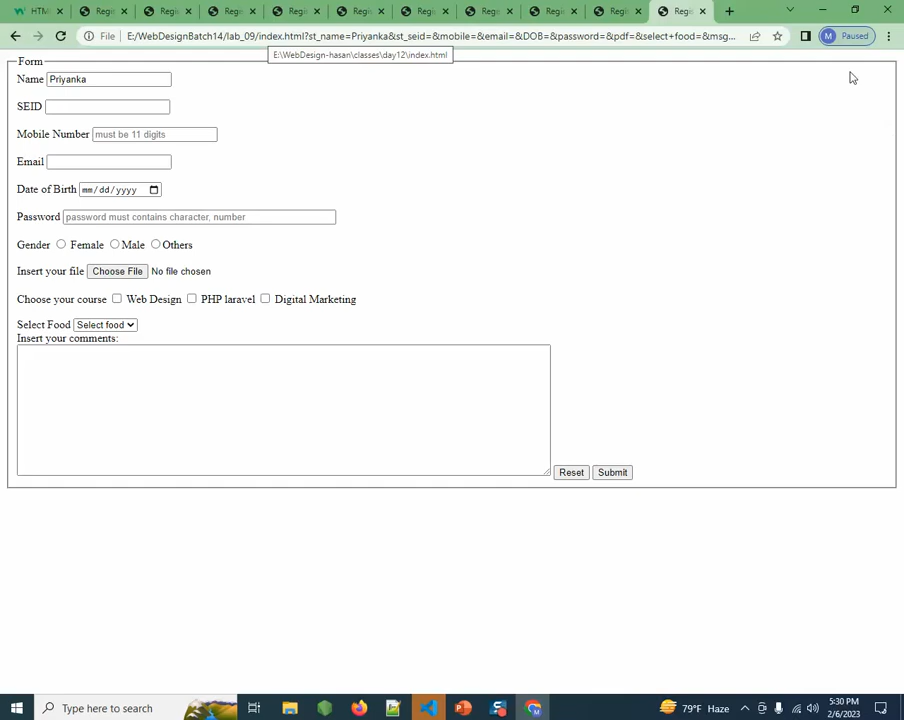 HTM Regi Regi Regi Regi Regi Regi Regi Regi Regi Regi
File E:/WebDesignBatch14/lab_09/index.html?st_name=Priyanka&st_seid=&mobile=&email=&DOB=&password=&pdf=&select+food=&msg... M Paused
E:\WebDesign-hasan\classes\day12\index.html
Form
Name Priyanka
SEID
Mobile Number must be 11 digits
Email
Date of Birth mm/dd/yyyy
Password password must contains character, number
Gender Female Male Others
Insert your file Choose File No file chosen
Choose your course Web Design PHP laravel Digital Marketing
Select Food Select food
Insert your comments:
Reset Submit
Type here to search 79°F Haze 5:30 PM
2/6/2023